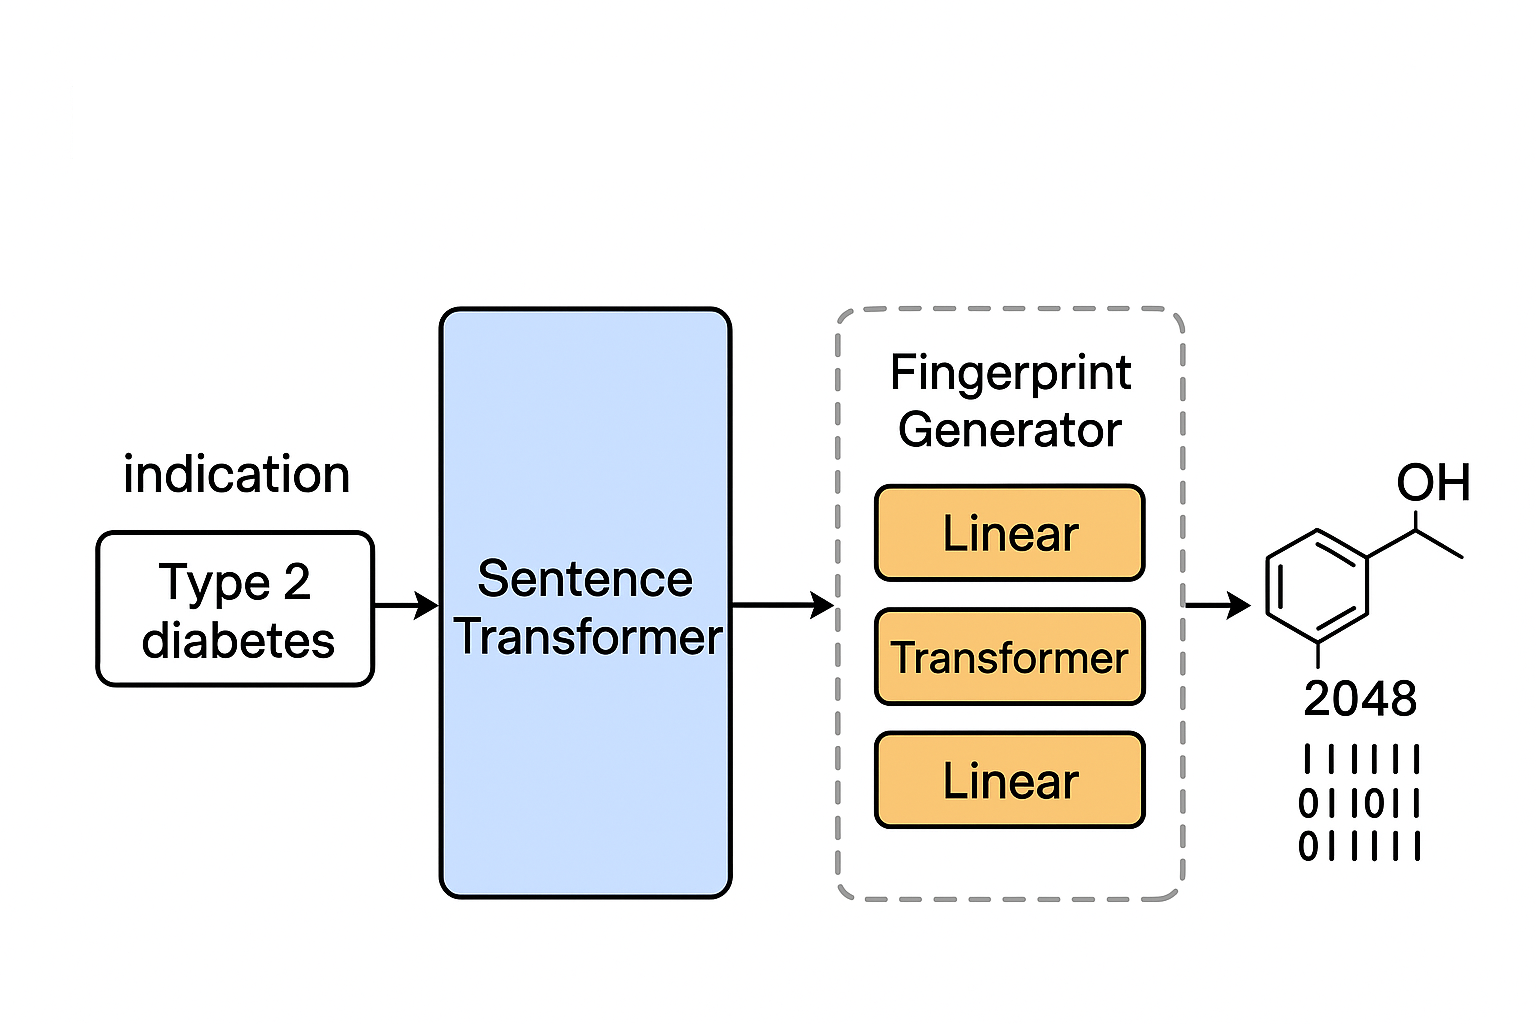 indication
Type 2
diabetes
Sentence
Transformer
Fingerprint
Generator
Linear
Transformer
Linear
OH
2048
| | | | | |
0 | | 0 | |
0 | | | | |